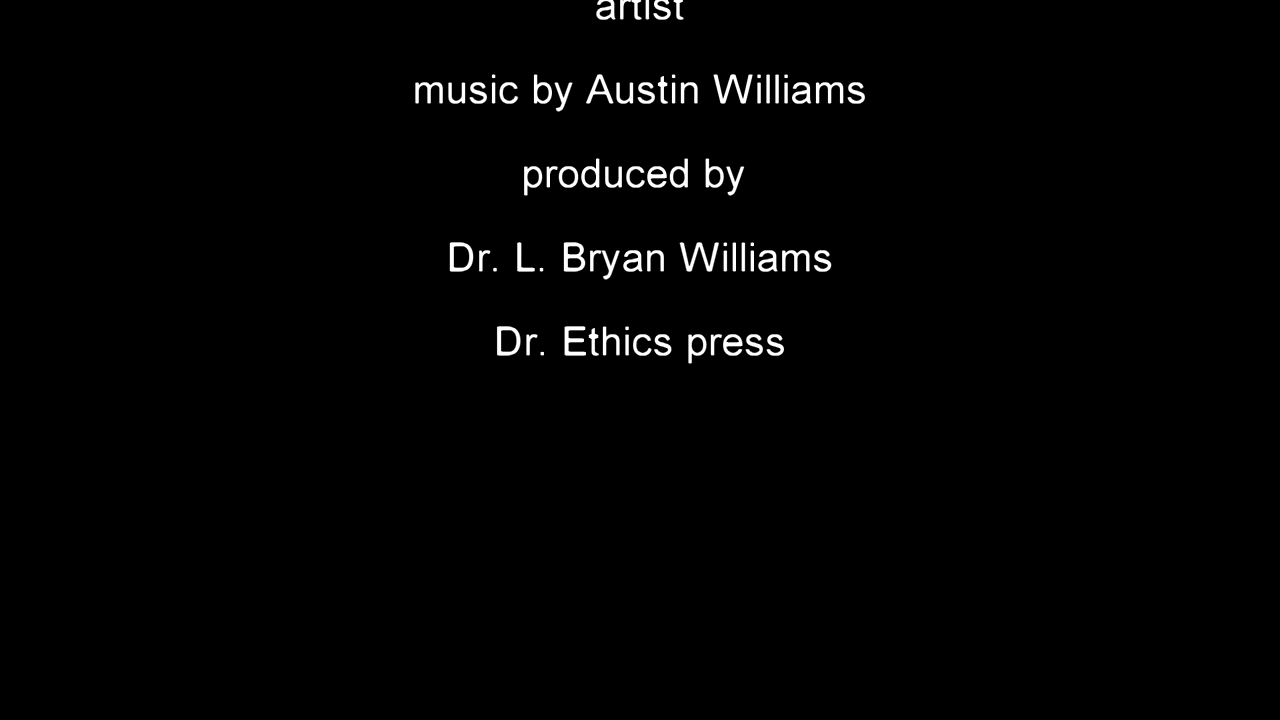 artist
music by Austin Williams
produced by
Dr. L. Bryan Williams
Dr. Ethics press